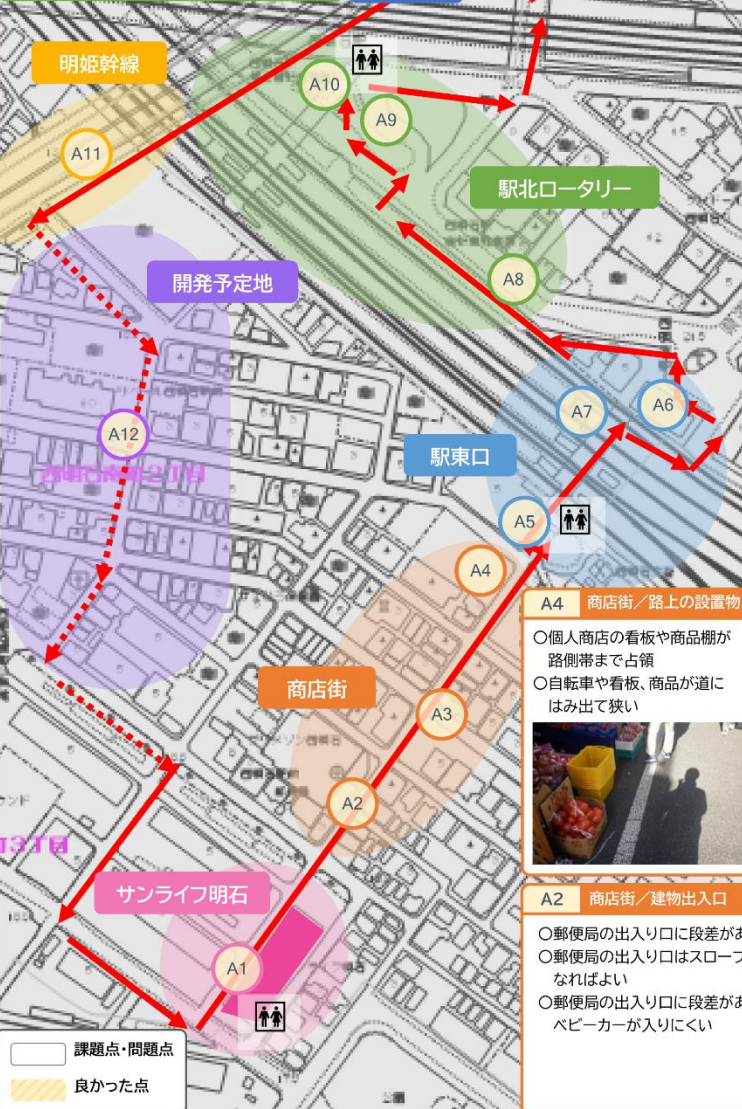 明姫幹線
A10
A9
A11
駅北ロータリー
開発予定地
A8
A7
A6
A12
駅東口
A5
A4
A4 商店街／路上の設置物
○個人商店の看板や商品棚が
路側帯まで占領
○自転車や看板、商品が道に
はみ出て狭い
商店街
A3
A2
サンライフ明石
A1
A2 商店街／建物出入口
○郵便局の出入り口に段差があ
○郵便局の出入り口はスロープ
なればよい
○郵便局の出入り口に段差があ
ベビーカーが入りにくい
課題点・問題点
良かった点